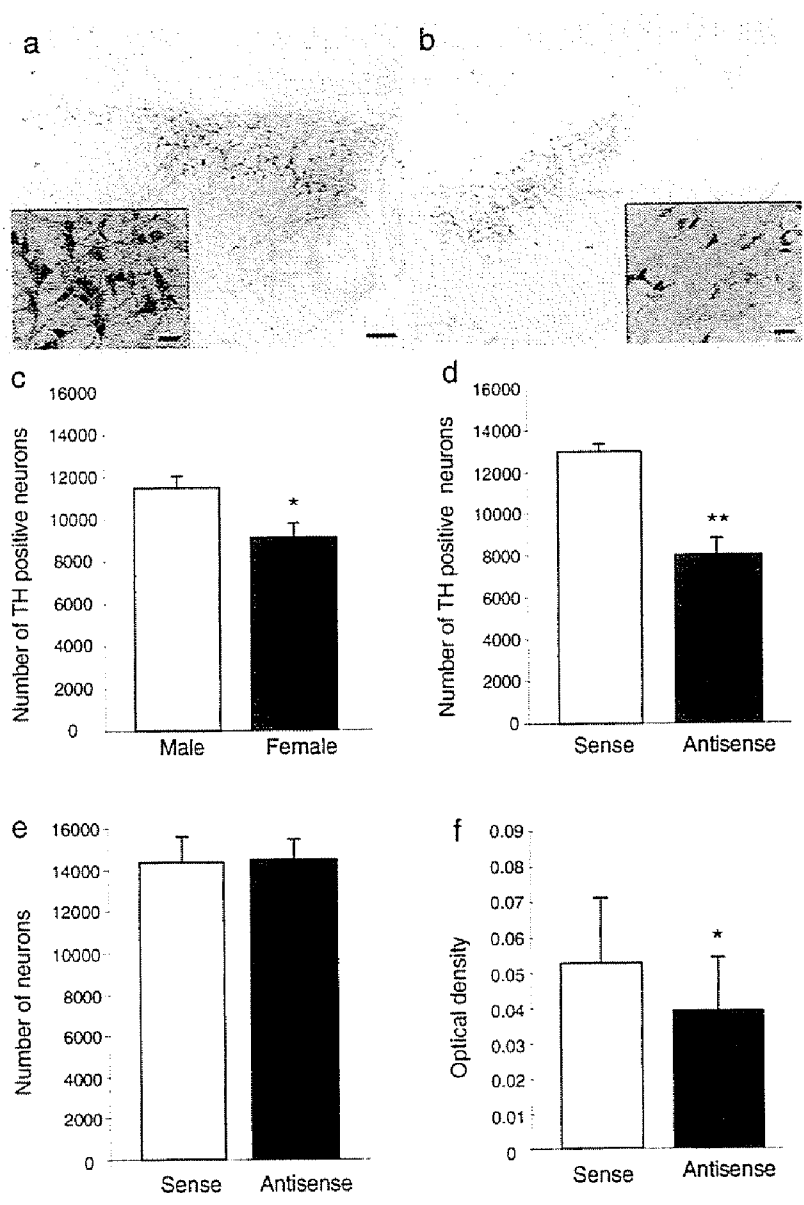 a
b
c
Number of TH positive neurons
16000
14000
12000
10000
8000
6000
4000
2000
0
*
Male
Female
d
Number of TH positive neurons
16000
14000
12000
10000
8000
6000
4000
2000
0
**
Sense
Antisense
e
Number of neurons
16000
14000
12000
10000
8000
6000
4000
2000
0
Sense
Antisense
f
Optical density
0.09
0.08
0.07
0.06
0.05
0.04
0.03
0.02
0.01
0
*
Sense
Antisense